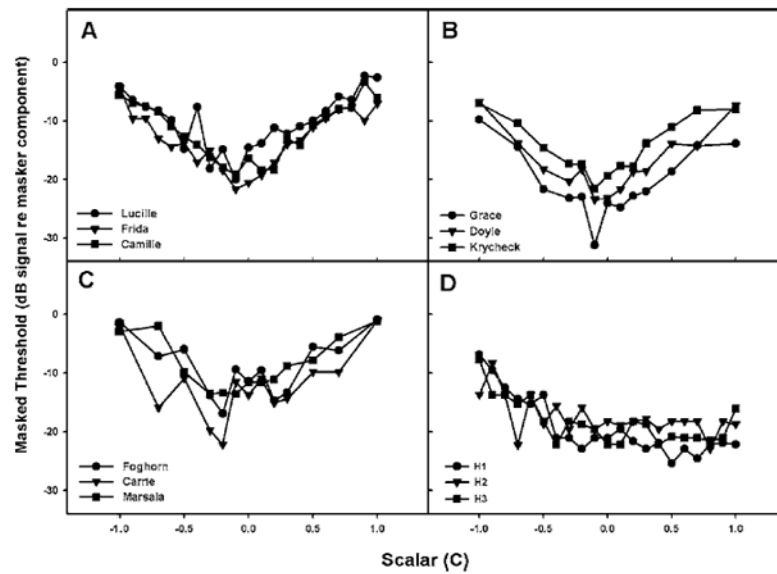 A
B
0
-10
-20
-30
Lucille
Frida
Camille
Grace
Doyle
Krycheck
C
D
0
-10
-20
-30
Foghorn
Carrie
Marsala
H1
H2
H3
-1.0 -0.5 0.0 0.5 1.0
-1.0 -0.5 0.0 0.5 1.0
Masked Threshold (dB signal re masker component)
Scalar (C)